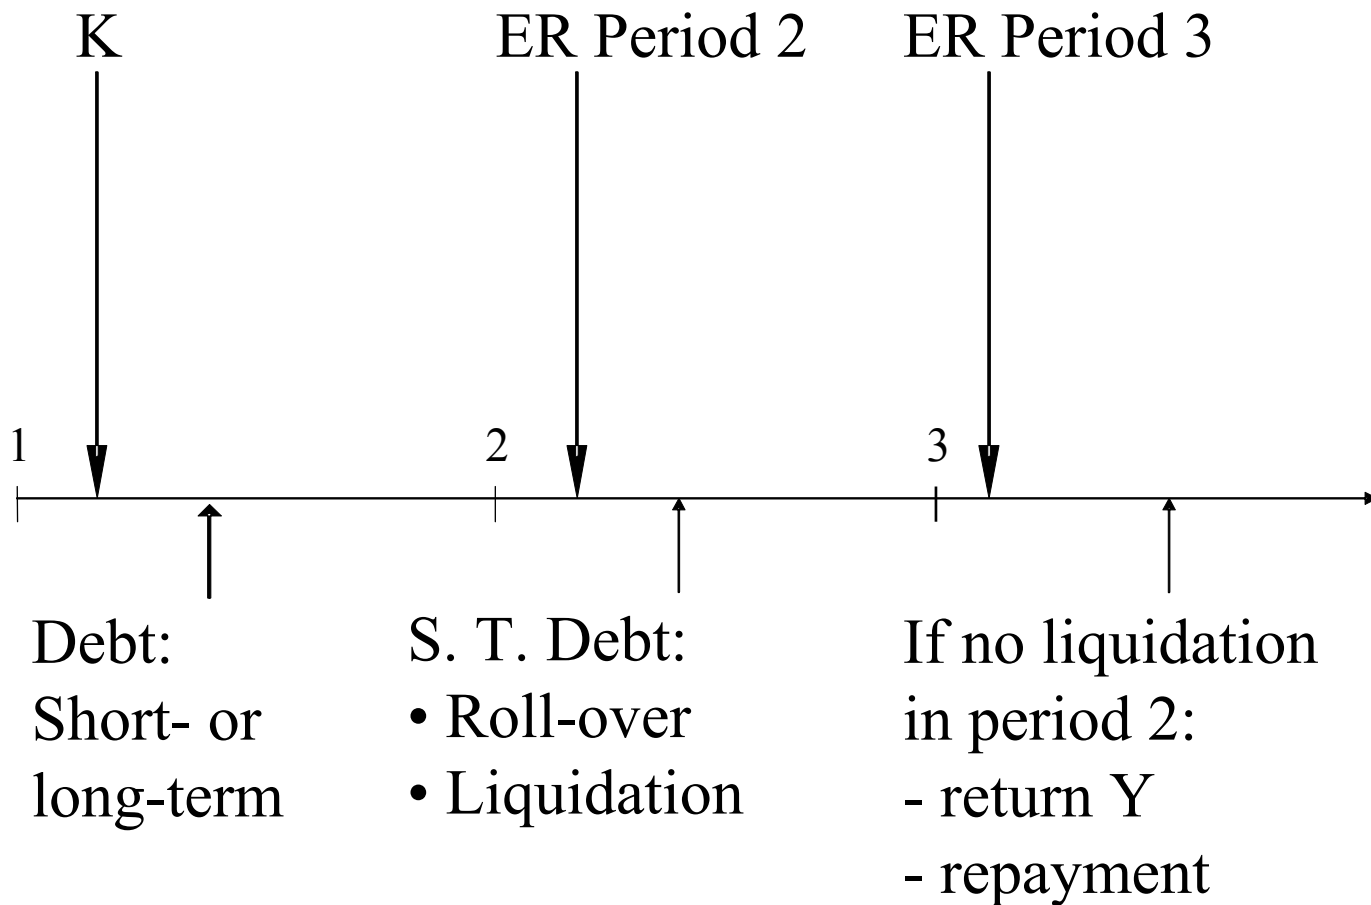 K
ER Period 2
ER Period 3
1
2
3
Debt:
Short- or
long-term
S. T. Debt:
• Roll-over
• Liquidation
If no liquidation
in period 2:
- return Y
- repayment